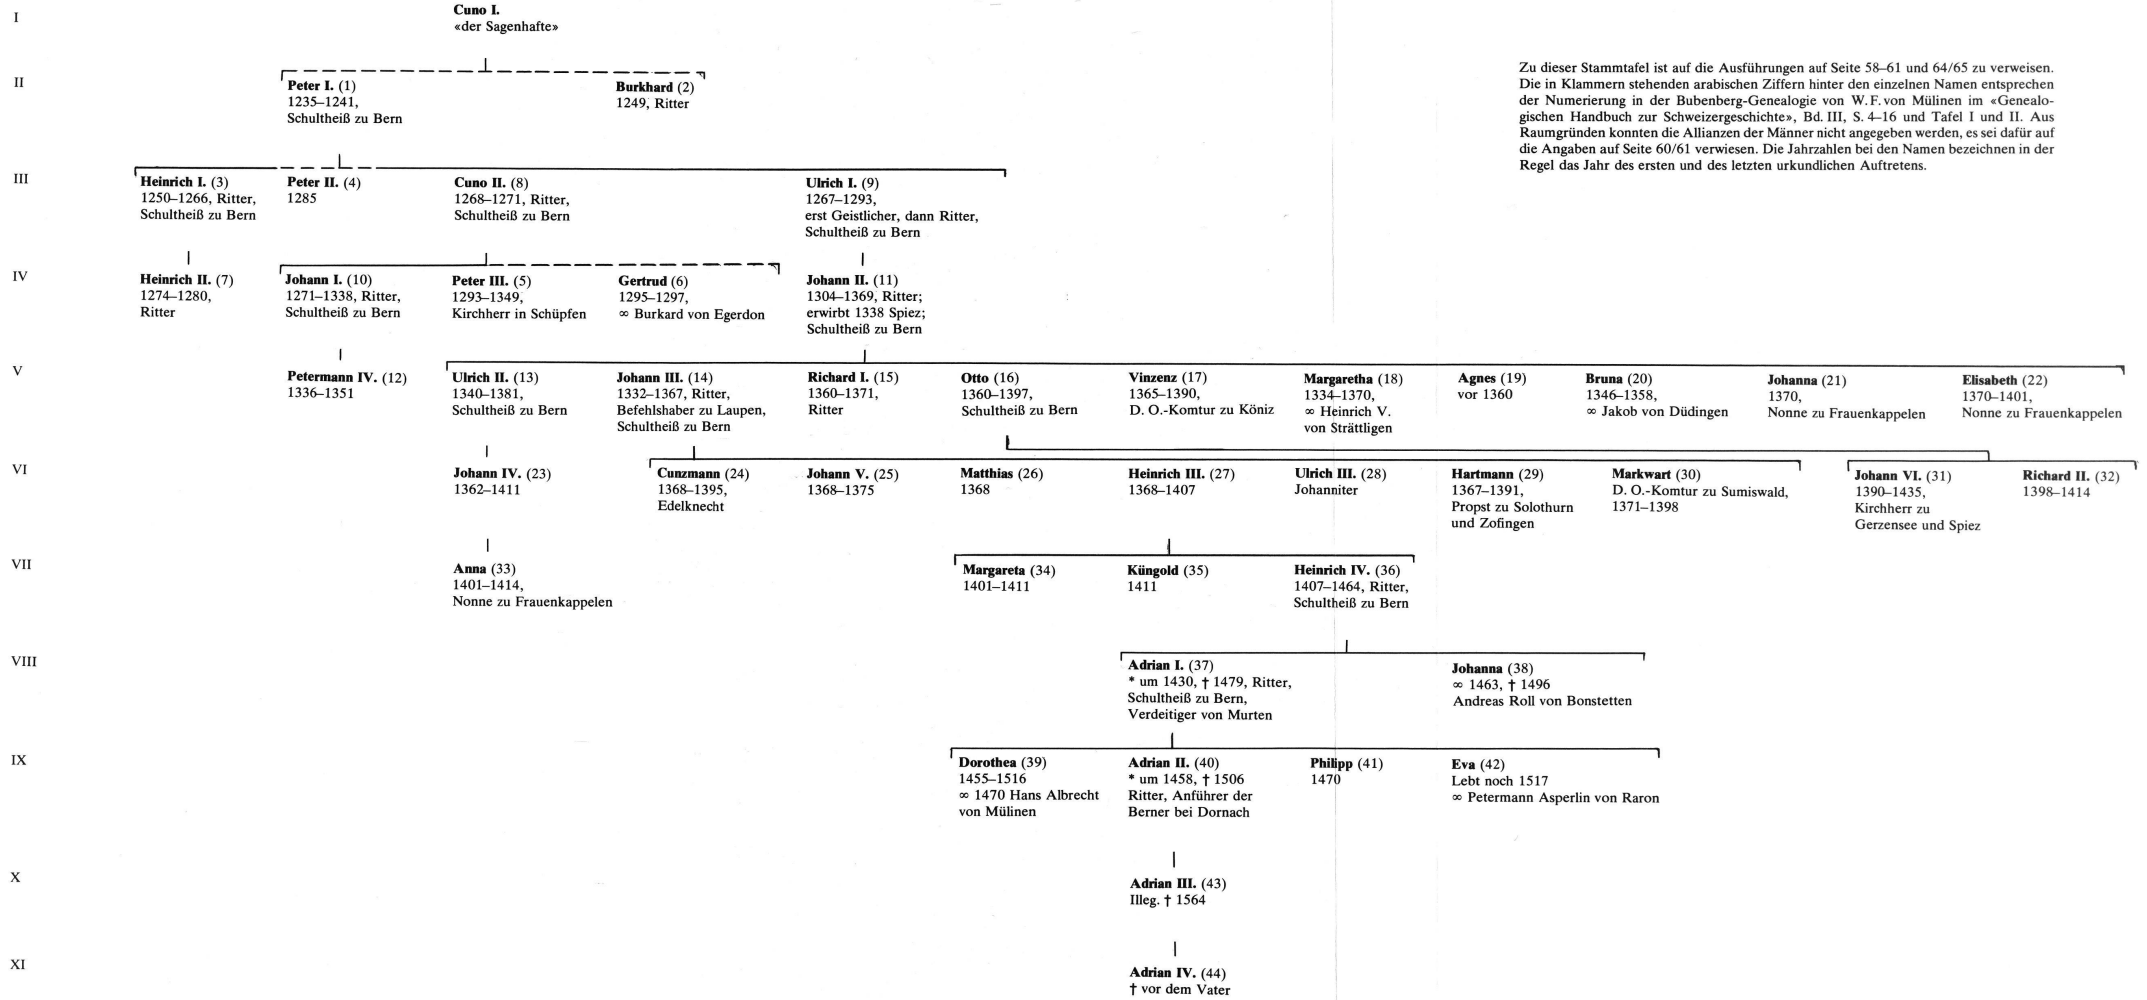 I
Cuno I.
«der Sagenhafte»
Zu dieser Stammtafel ist auf die Ausführungen auf Seite 58–61 und 64/65 zu verweisen.
Die in Klammern stehenden arabischen Ziffern hinter den einzelnen Namen entsprechen
der Numerierung in der Bubenberg-Genealogie von W. F. von Mülinen im «Genealo-
gischen Handbuch zur Schweizergeschichte», Bd. III, S. 4–16 und Tafel I und II. Aus
Raumgründen konnten die Allianzen der Männer nicht angegeben werden, es sei dafür auf
die Angaben auf Seite 60/61 verwiesen. Die Jahrzahlen bei den Namen bezeichnen in der
Regel das Jahr des ersten und des letzten urkundlichen Auftretens.
II
Peter I. (1)
1235–1241,
Schultheiß zu Bern
Burkhard (2)
1249, Ritter
III
Heinrich I. (3)
1250–1266, Ritter,
Schultheiß zu Bern
Peter II. (4)
1285
Cuno II. (8)
1268–1271, Ritter,
Schultheiß zu Bern
Ulrich I. (9)
1267–1293,
erst Geistlicher, dann Ritter,
Schultheiß zu Bern
IV
Heinrich II. (7)
1274–1280,
Ritter
Johann I. (10)
1271–1338, Ritter,
Schultheiß zu Bern
Peter III. (5)
1293–1349,
Kirchherr in Schüpfen
Gertrud (6)
1295–1297,
∞ Burkard von Egerdon
Johann II. (11)
1304–1369, Ritter;
erwirbt 1338 Spiez;
Schultheiß zu Bern
V
Petermann IV. (12)
1336–1351
Ulrich II. (13)
1340–1381,
Schultheiß zu Bern
Johann III. (14)
1332–1367, Ritter,
Befehlshaber zu Laupen,
Schultheiß zu Bern
Richard I. (15)
1360–1371,
Ritter
Otto (16)
1360–1397,
Schultheiß zu Bern
Vinzenz (17)
1365–1390,
D. O.-Komtur zu Köniz
Margaretha (18)
1334–1370,
∞ Heinrich V.
von Strättligen
Agnes (19)
vor 1360
Bruna (20)
1346–1358,
∞ Jakob von Düdingen
Johanna (21)
1370,
Nonne zu Frauenkappelen
Elisabeth (22)
1370–1401,
Nonne zu Frauenkappelen
VI
Johann IV. (23)
1362–1411
Cunzmann (24)
1368–1395,
Edelknecht
Johann V. (25)
1368–1375
Matthias (26)
1368
Heinrich III. (27)
1368–1407
Ulrich III. (28)
Johanniter
Hartmann (29)
1367–1391,
Propst zu Solothurn
und Zofingen
Markwart (30)
D. O.-Komtur zu Sumiswald,
1371–1398
Johann VI. (31)
1390–1435,
Kirchherr zu
Gerzensee und Spiez
Richard II. (32)
1398–1414
VII
Anna (33)
1401–1414,
Nonne zu Frauenkappelen
Margareta (34)
1401–1411
Küngold (35)
1411
Heinrich IV. (36)
1407–1464, Ritter,
Schultheiß zu Bern
VIII
Adrian I. (37)
* um 1430, † 1479, Ritter,
Schultheiß zu Bern,
Verdeitiger von Murten
Johanna (38)
∞ 1463, † 1496
Andreas Roll von Bonstetten
IX
Dorothea (39)
1455–1516
∞ 1470 Hans Albrecht
von Mülinen
Adrian II. (40)
* um 1458, † 1506
Ritter, Anführer der
Berner bei Dornach
Philipp (41)
1470
Eva (42)
Lebt noch 1517
∞ Petermann Asperlin von Raron
X
Adrian III. (43)
Illeg. † 1564
XI
Adrian IV. (44)
† vor dem Vater